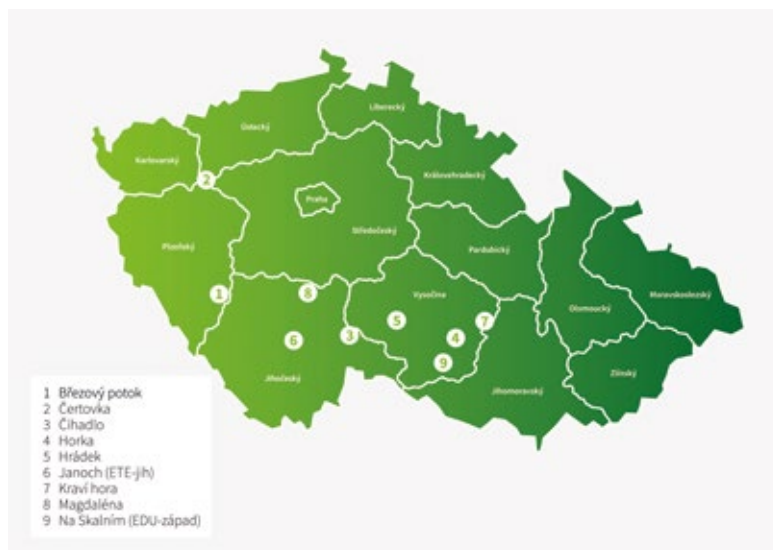 Liberecký
Ústecký
Karlovarský
Královehradecký
2
Praha
Středočeský
Plzeňský
Pardubický
1
8
Vysočina
Moravskoslezský
Olomoucký
5
7
3
6
4
9
Jihočeský
Zlínský
Jihomoravský
1 Březový potok
2 Čertovka
3 Čihadlo
4 Horka
5 Hrádek
6 Janoch (ETE-jih)
7 Kraví hora
8 Magdaléna
9 Na Skalním (EDU-západ)